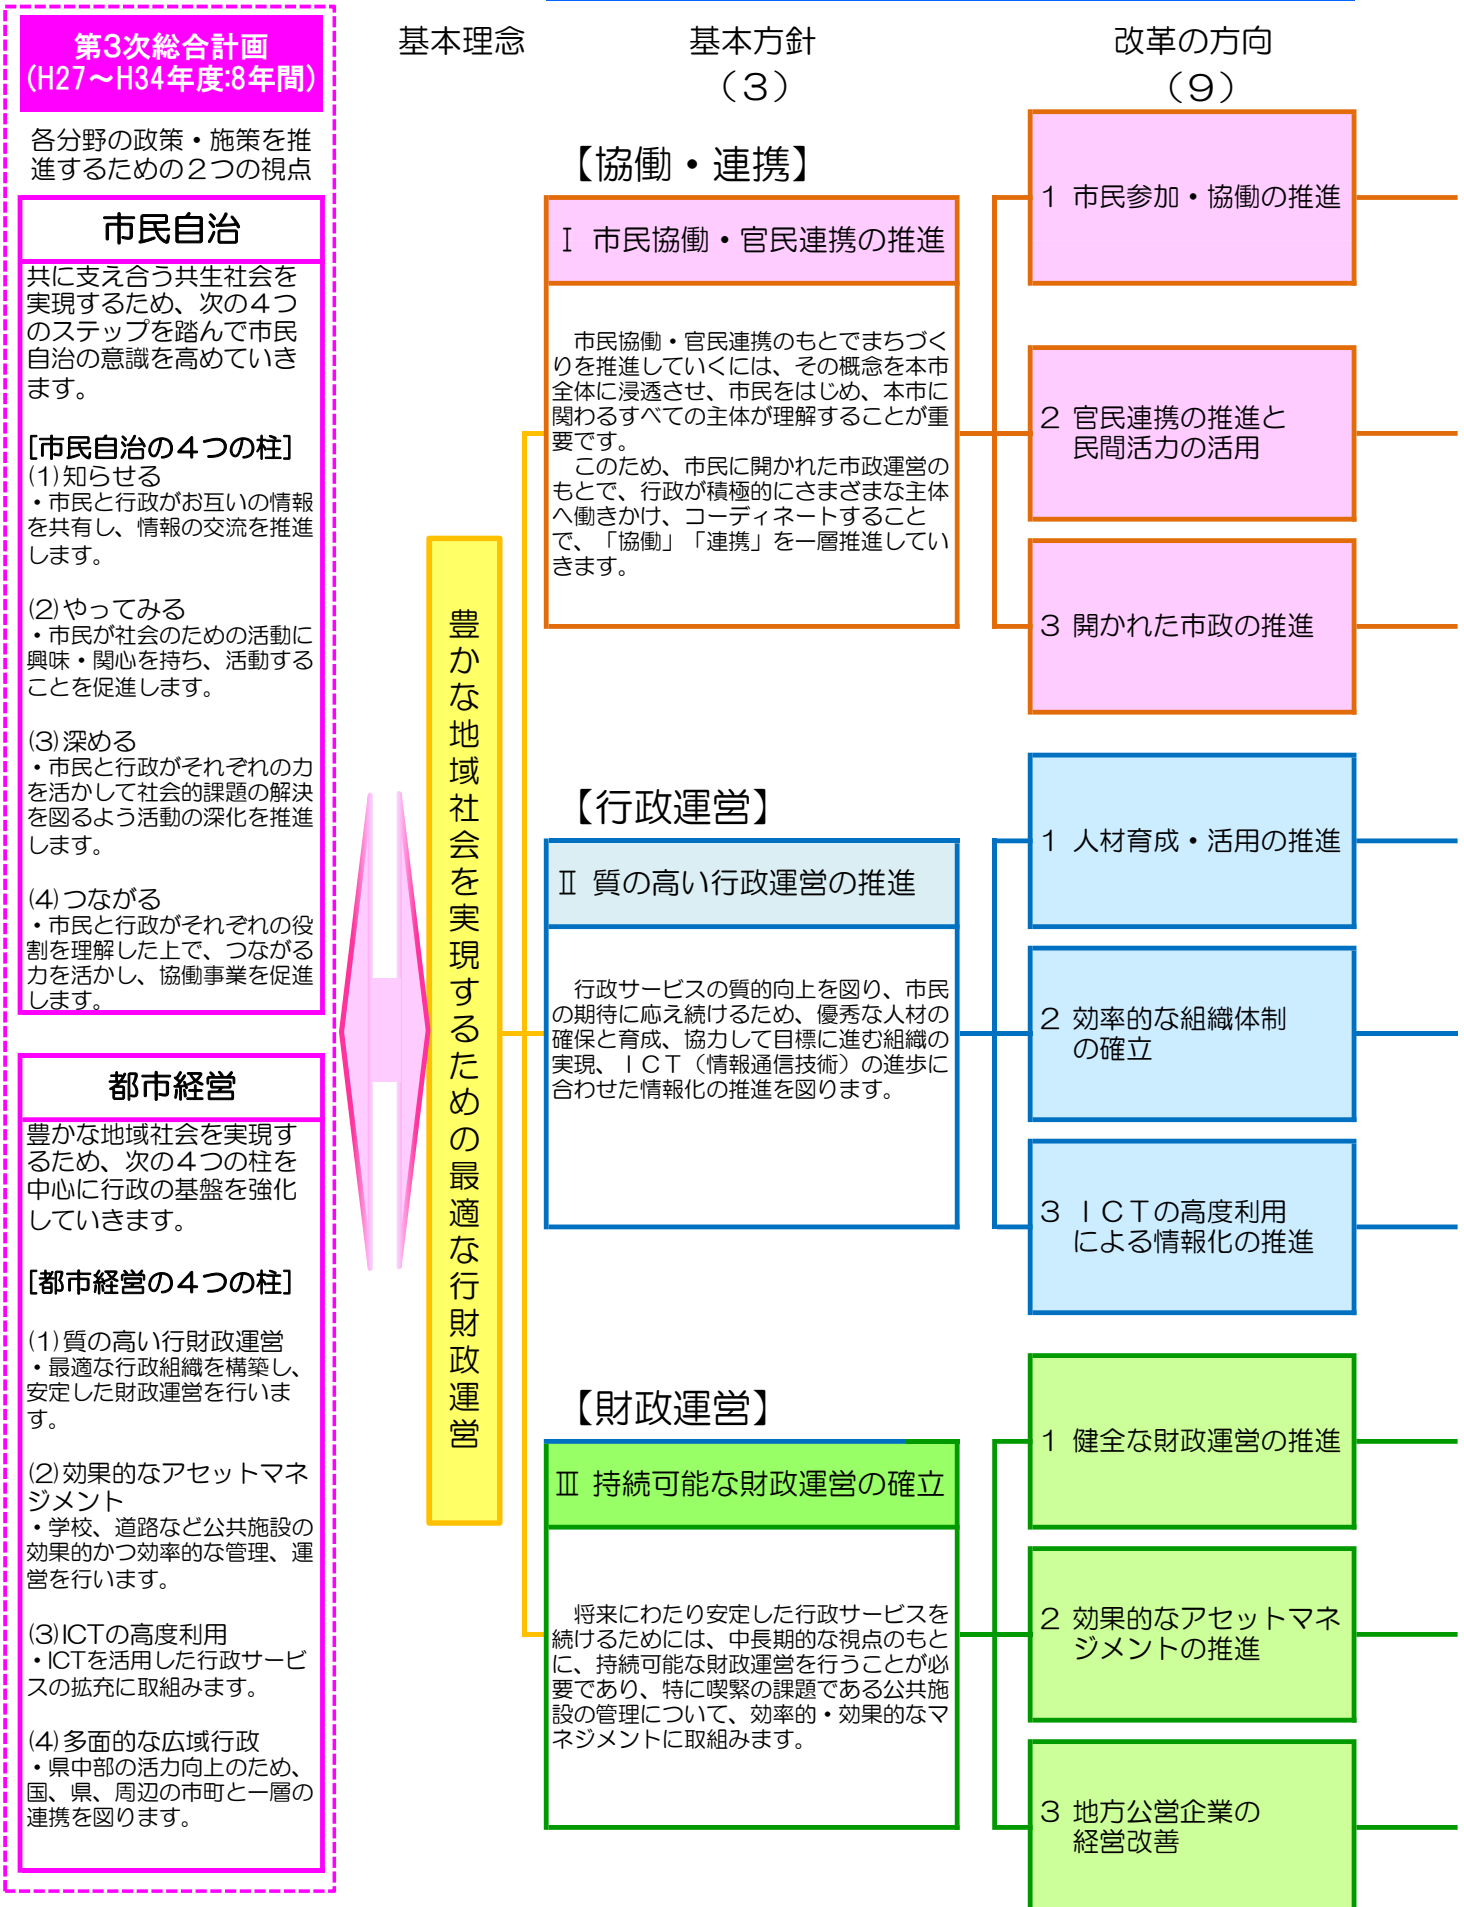 第3次総合計画
(H27～H34年度:8年間)
各分野の政策・施策を推
進するための２つの視点
市民自治
共に支え合う共生社会を
実現するため、次の４つ
のステップを踏んで市民
自治の意識を高めていき
ます。
[市民自治の４つの柱]
(1)知らせる
・市民と行政がお互いの情報
を共有し、情報の交流を推進
します。
(2)やってみる
・市民が社会のための活動に
興味・関心を持ち、活動する
ことを促進します。
(3)深める
・市民と行政がそれぞれの力
を活かして社会的課題の解決
を図るよう活動の深化を推進
します。
(4)つながる
・市民と行政がそれぞれの役
割を理解した上で、つながる
力を活かし、協働事業を促進
します。
都市経営
豊かな地域社会を実現す
るため、次の４つの柱を
中心に行政の基盤を強化
していきます。
[都市経営の４つの柱]
(1)質の高い行財政運営
・最適な行政組織を構築し、
安定した財政運営を行いま
す。
(2)効果的なアセットマネ
ジメント
・学校、道路など公共施設の
効果的かつ効率的な管理、運
営を行います。
(3)ICTの高度利用
・ICTを活用した行政サービ
スの拡充に取組みます。
(4)多面的な広域行政
・県中部の活力向上のため、
国、県、周辺の市町と一層の
連携を図ります。
基本理念
豊かな地域社会を実現するための最適な行財政運営
基本方針
（３）
【協働・連携】
Ⅰ 市民協働・官民連携の推進
　市民協働・官民連携のもとでまちづく
りを推進していくには、その概念を本市
全体に浸透させ、市民をはじめ、本市に
関わるすべての主体が理解することが重
要です。
　このため、市民に開かれた市政運営の
もとで、行政が積極的にさまざまな主体
へ働きかけ、コーディネートすること
で、「協働」「連携」を一層推進してい
きます。
【行政運営】
Ⅱ 質の高い行政運営の推進
　行政サービスの質的向上を図り、市民
の期待に応え続けるため、優秀な人材の
確保と育成、協力して目標に進む組織の
実現、ＩＣＴ（情報通信技術）の進歩に
合わせた情報化の推進を図ります。
【財政運営】
Ⅲ 持続可能な財政運営の確立
　将来にわたり安定した行政サービスを
続けるためには、中長期的な視点のもと
に、持続可能な財政運営を行うことが必
要であり、特に喫緊の課題である公共施
設の管理について、効率的・効果的なマ
ネジメントに取組みます。
改革の方向
（９）
１ 市民参加・協働の推進
２ 官民連携の推進と
民間活力の活用
３ 開かれた市政の推進
１ 人材育成・活用の推進
２ 効率的な組織体制
の確立
３ ＩＣＴの高度利用
による情報化の推進
１ 健全な財政運営の推進
２ 効果的なアセットマネ
ジメントの推進
３ 地方公営企業の
経営改善